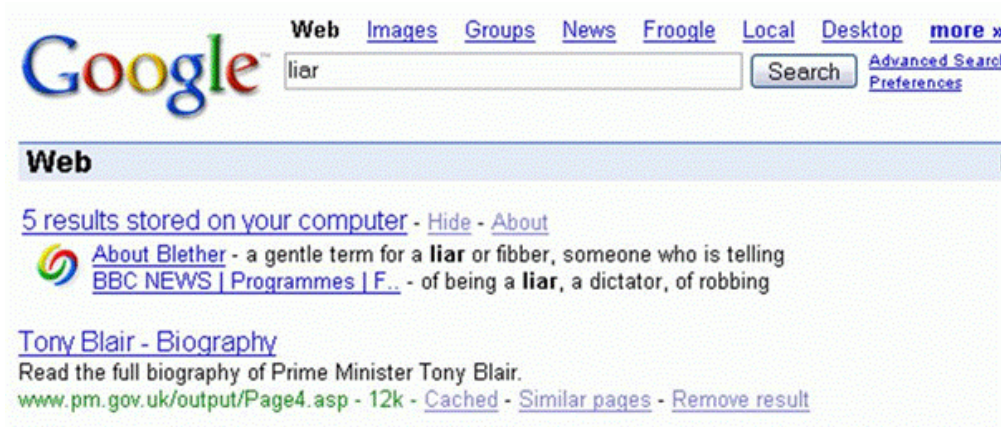 Web Images Groups News Froogle Local Desktop more »
Google™
liar Search Advanced Search
Preferences
Web
5 results stored on your computer - Hide - About
About Blether - a gentle term for a liar or fibber, someone who is telling
BBC NEWS | Programmes | F.. - of being a liar, a dictator, of robbing
Tony Blair - Biography
Read the full biography of Prime Minister Tony Blair.
www.pm.gov.uk/output/Page4.asp - 12k - Cached - Similar pages - Remove result